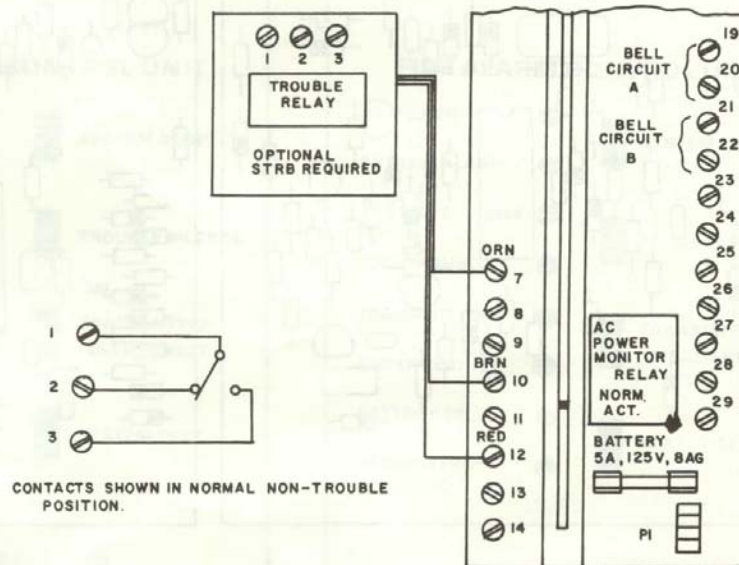 1 2 3
TROUBLE
RELAY
OPTIONAL
STRB REQUIRED
1
2
3
CONTACTS SHOWN IN NORMAL NON-TROUBLE
POSITION.
ORN
7
8
9
BRN
10
11
RED
12
13
14
BELL
CIRCUIT
A
BELL
CIRCUIT
B
19
20
21
22
23
24
25
26
27
28
29
AC
POWER
MONITOR
RELAY
NORM.
ACT.
BATTERY
5A, 125V, 8AG
P1